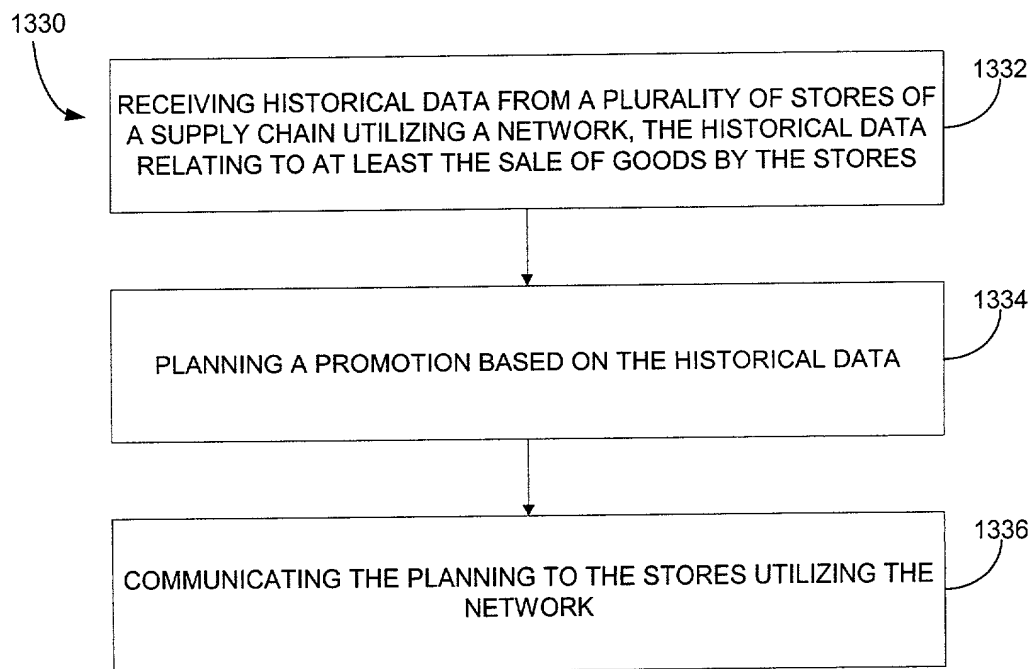 1330
1332
RECEIVING HISTORICAL DATA FROM A PLURALITY OF STORES OF
A SUPPLY CHAIN UTILIZING A NETWORK, THE HISTORICAL DATA
RELATING TO AT LEAST THE SALE OF GOODS BY THE STORES
1334
PLANNING A PROMOTION BASED ON THE HISTORICAL DATA
1336
COMMUNICATING THE PLANNING TO THE STORES UTILIZING THE
NETWORK